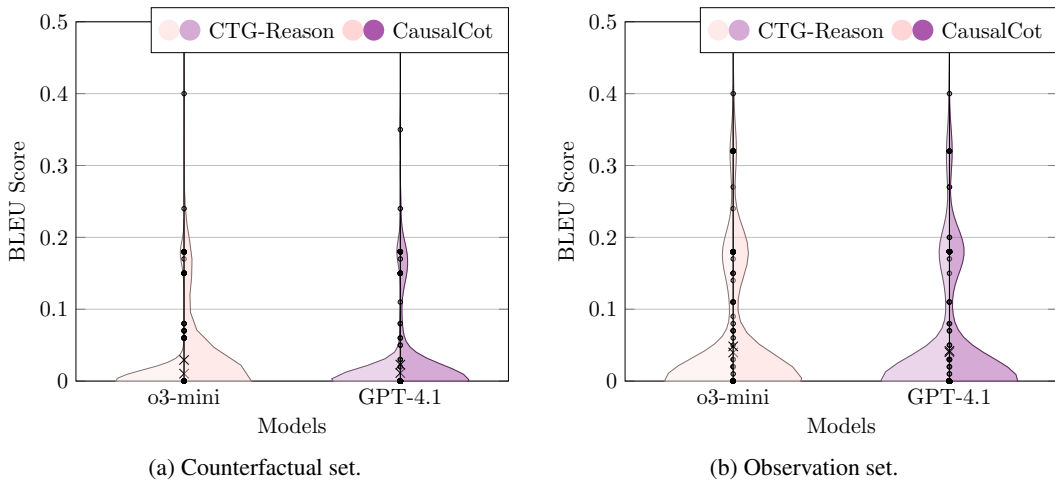 CTG-Reason CausalCot
0.5
0.4
0.3
0.2
0.1
0
BLEU Score
o3-mini GPT-4.1
Models
(a) Counterfactual set.
CTG-Reason CausalCot
0.5
0.4
0.3
0.2
0.1
0
BLEU Score
o3-mini GPT-4.1
Models
(b) Observation set.